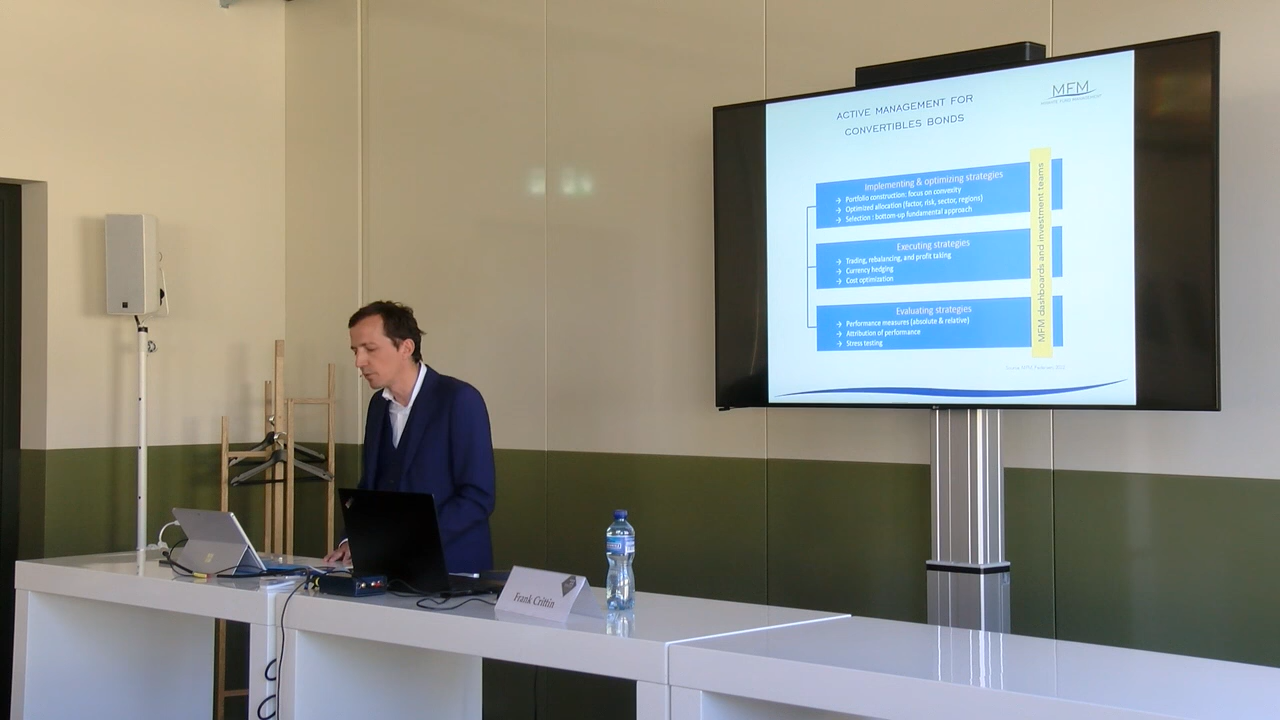 ACTIVE MANAGEMENT FOR
CONVERTIBLES BONDS
MFM
Implementing & optimizing strategies
→ Portfolio construction: focus on convexity
→ Optimized allocation (factor, risk, sector, regions)
→ Selection : bottom-up fundamental approach
Executing strategies
→ Trading, rebalancing, and profit taking
→ Currency hedging
→ Cost optimization
Evaluating strategies
→ Performance measures (absolute & relative)
→ Attribution of performance
→ Stress testing
MFM dashboards and investment teams
Frank Crittin